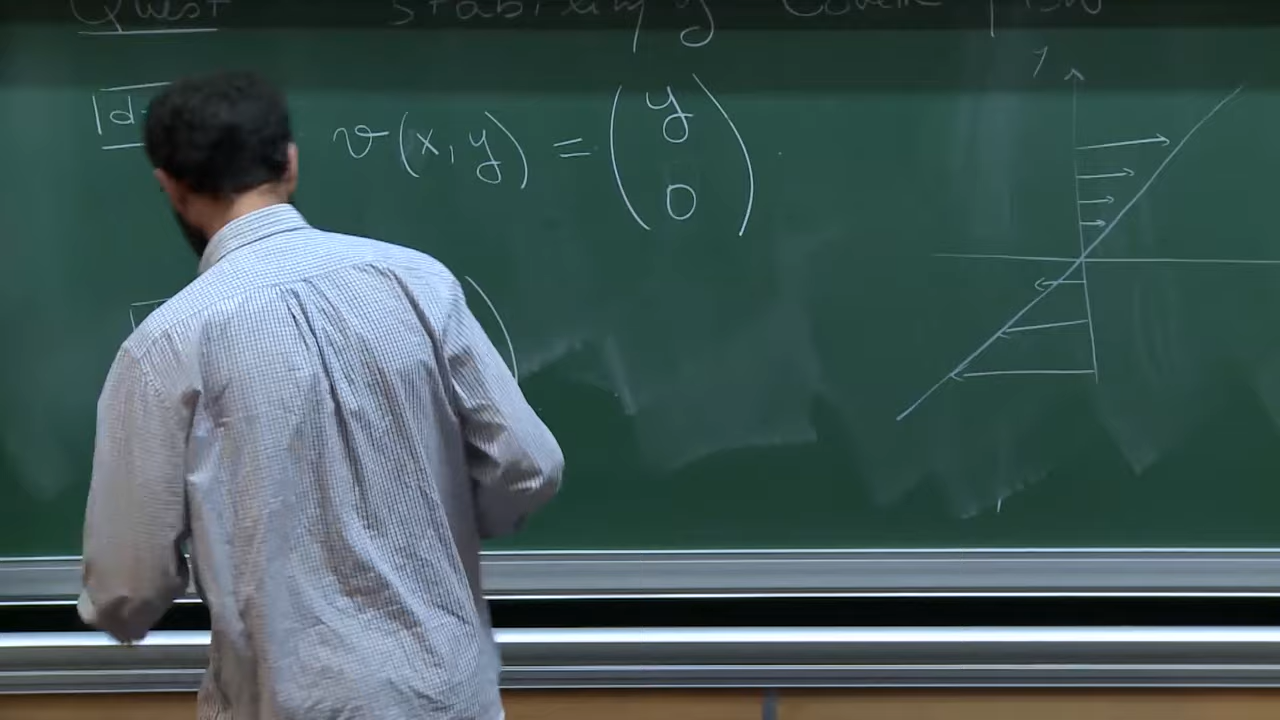 Quest Stability of Couette flow
v(x, y) = (y
0)
y